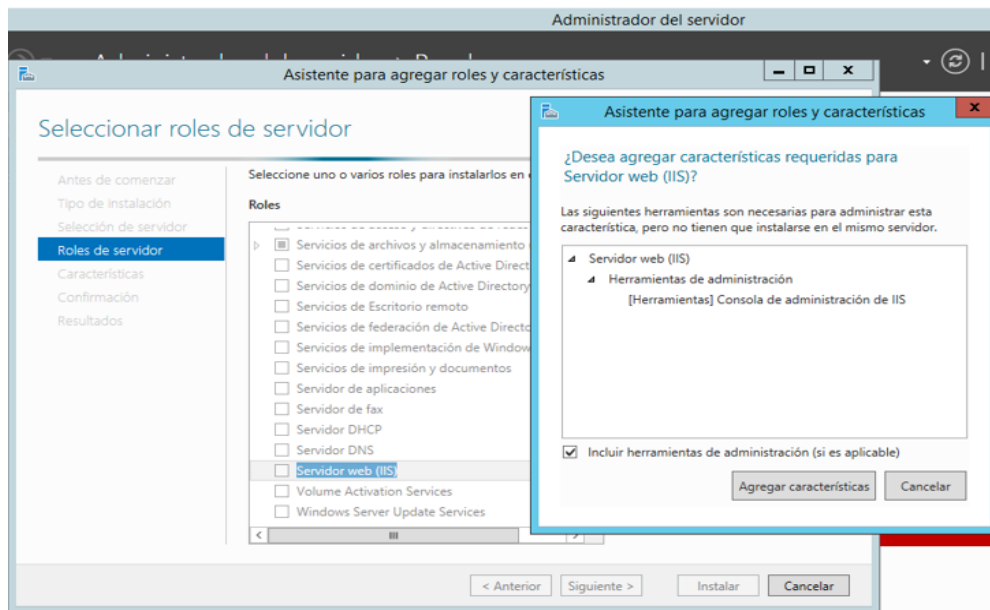 Administrador del servidor
Asistente para agregar roles y características
Seleccionar roles de servidor
Antes de comenzar
Tipo de instalación
Selección de servidor
Roles de servidor
Características
Confirmación
Resultados
Seleccione uno o varios roles para instalarlos en
Roles
Servicios de archivos y almacenamiento
Servicios de certificados de Active Direct
Servicios de dominio de Active Directory
Servicios de Escritorio remoto
Servicios de federación de Active Directo
Servicios de implementación de Window
Servicios de impresión y documentos
Servidor de aplicaciones
Servidor de fax
Servidor DHCP
Servidor DNS
Servidor web (IIS)
Volume Activation Services
Windows Server Update Services
< Anterior
Siguiente >
Instalar
Cancelar
Asistente para agregar roles y características
¿Desea agregar características requeridas para
Servidor web (IIS)?
Las siguientes herramientas son necesarias para administrar esta
característica, pero no tienen que instalarse en el mismo servidor.
Servidor web (IIS)
Herramientas de administración
[Herramientas] Consola de administración de IIS
Incluir herramientas de administración (si es aplicable)
Agregar características
Cancelar